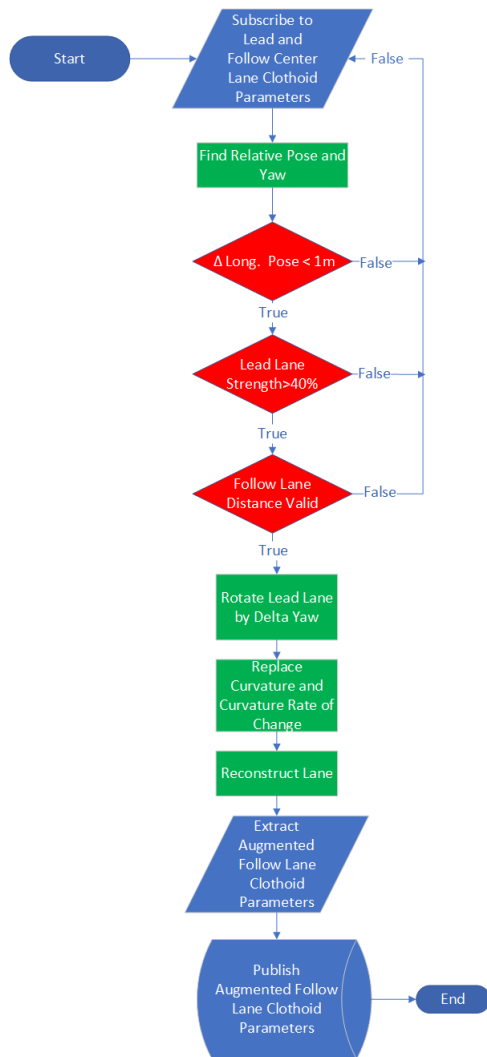 Subscribe to
Lead and
Follow Center
Lane Clothoid
Parameters
Start
False
Find Relative Pose and
Yaw
Δ Long. Pose < 1m
False
True
Lead Lane
Strength>40%
False
True
Follow Lane
Distance Valid
False
True
Rotate Lead Lane
by Delta Yaw
Replace
Curvature and
Curvature Rate of
Change
Reconstruct Lane
Extract
Augmented
Follow Lane
Clothoid
Parameters
Publish
Augmented Follow
Lane Clothoid
Parameters
End